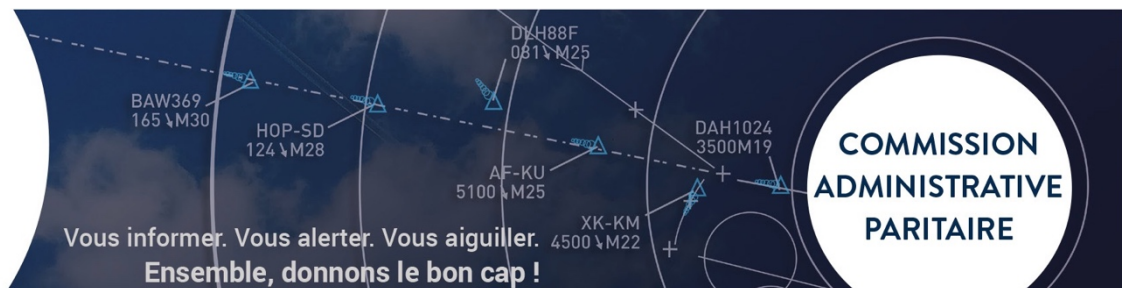 DLH88F
081↘M25
BAW369
165↘M30
HOP-SD
124↘M28
DAH1024
3500M19
AF-KU
5100↘M25
XK-KM
4500↘M22
Vous informer. Vous alerter. Vous aiguiller.
Ensemble, donnons le bon cap !
COMMISSION
ADMINISTRATIVE
PARITAIRE